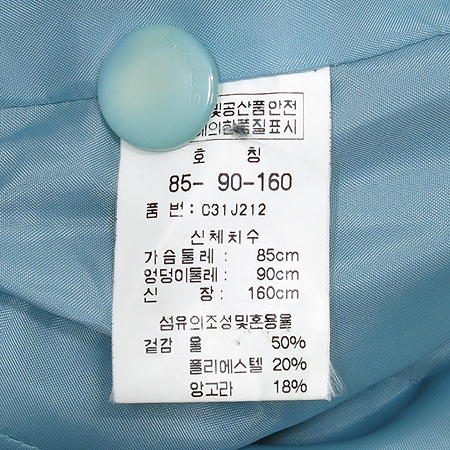 및공산품안전
의한품질표시
호 칭
85- 90-160
품 번 : C31J212
신체치수
가슴둘레 : 85cm
엉덩이둘레 : 90cm
신 장 : 160cm
섬유의조성및혼용율
겉감 울 50%
폴리에스텔 20%
앙고라 18%